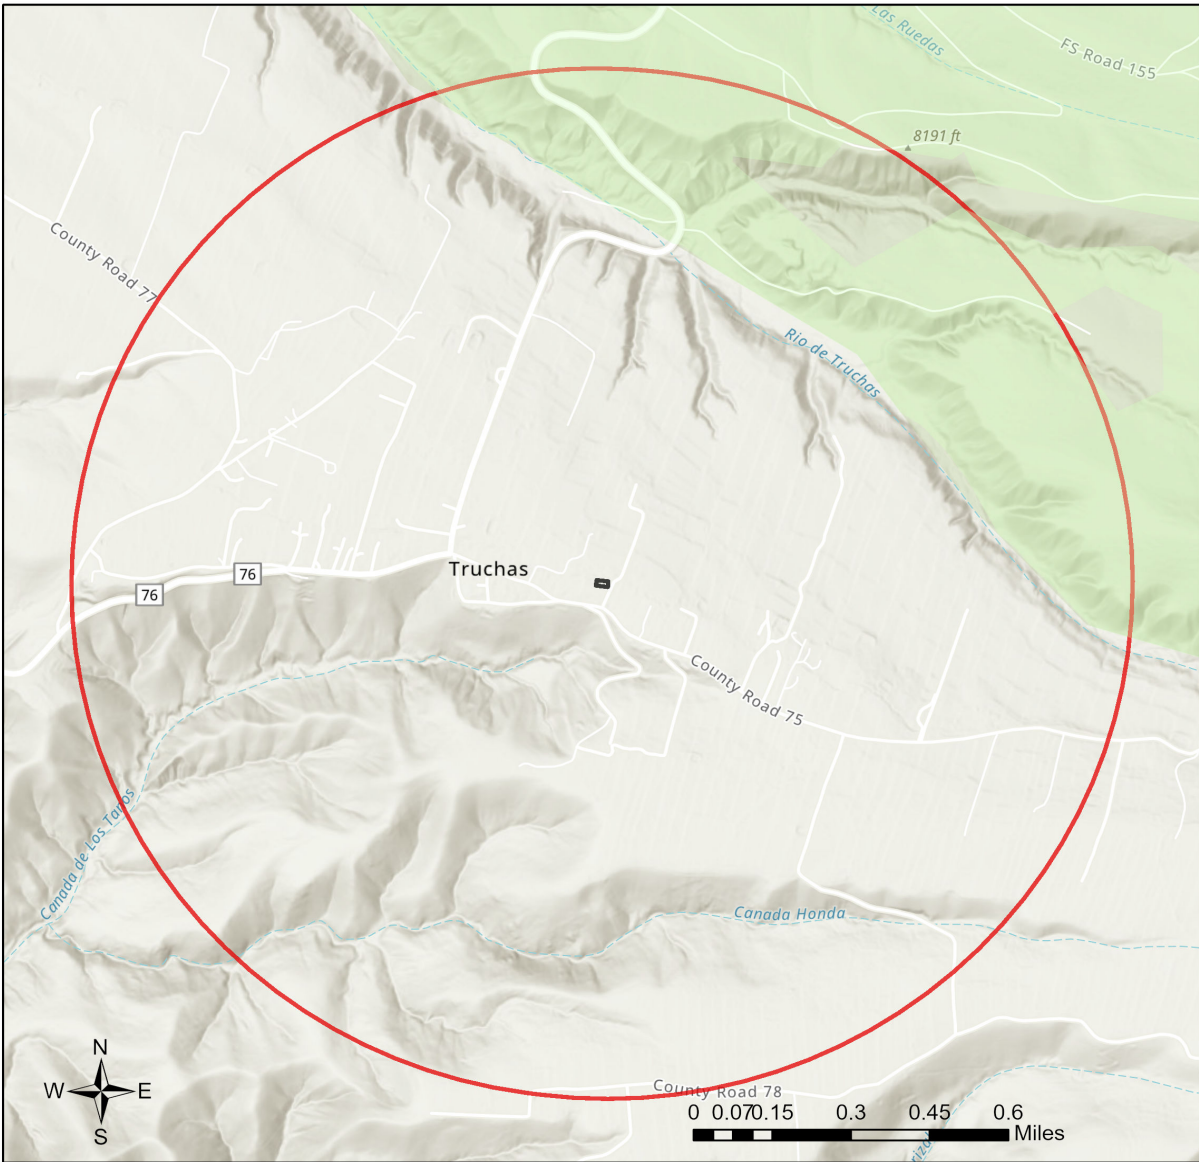 Las Ruedas
FS Road 155
8191 ft
County Road 77
Rio de Truchas
Truchas
76
76
County Road 75
Canada de Los Tanos
Canada Honda
N
W E
S
County Road 78
0 0.07 0.15 0.3 0.45 0.6
Miles